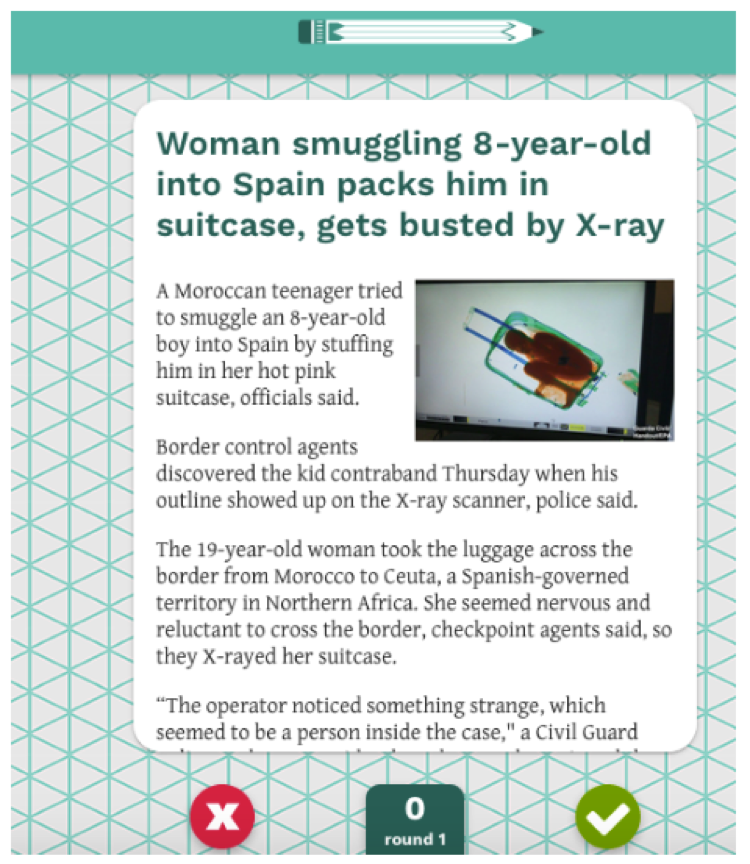 Woman smuggling 8-year-old
into Spain packs him in
suitcase, gets busted by X-ray
A Moroccan teenager tried
to smuggle an 8-year-old
boy into Spain by stuffing
him in her hot pink
suitcase, officials said.
Guardia Civil
Handout/EPA
Border control agents
discovered the kid contraband Thursday when his
outline showed up on the X-ray scanner, police said.
The 19-year-old woman took the luggage across the
border from Morocco to Ceuta, a Spanish-governed
territory in Northern Africa. She seemed nervous and
reluctant to cross the border, checkpoint agents said, so
they X-rayed her suitcase.
“The operator noticed something strange, which
seemed to be a person inside the case," a Civil Guard
0
round 1